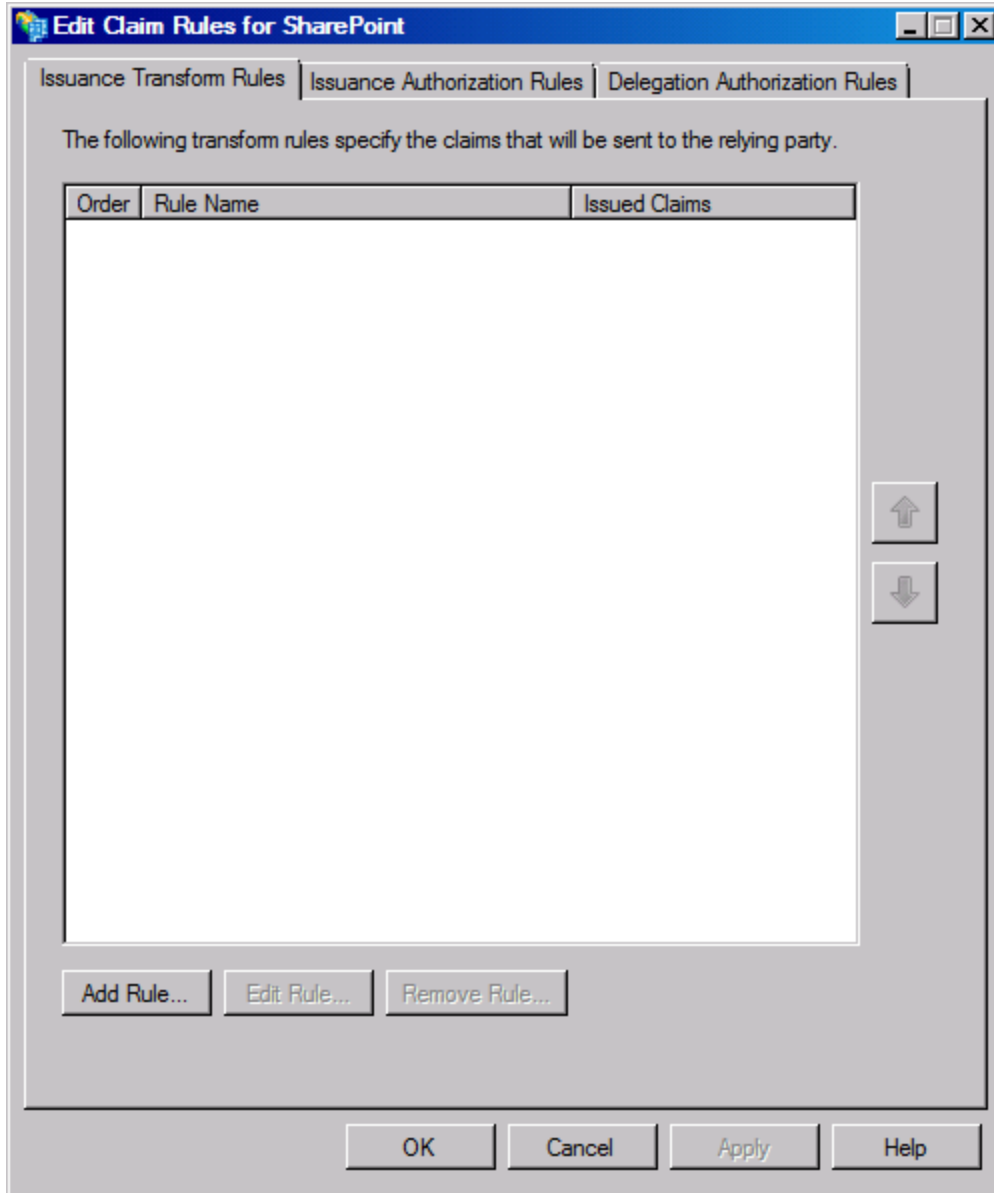 Edit Claim Rules for SharePoint
Issuance Transform Rules Issuance Authorization Rules Delegation Authorization Rules
The following transform rules specify the claims that will be sent to the relying party.
Order Rule Name Issued Claims
Add Rule... Edit Rule... Remove Rule...
OK Cancel Apply Help